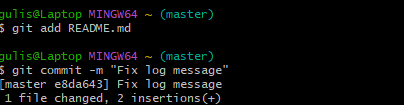 gulis@Laptop MINGW64 ~ (master)
$ git add README.md
gulis@Laptop MINGW64 ~ (master)
$ git commit -m "Fix log message"
[master e8da643] Fix log message
1 file changed, 2 insertions(+)